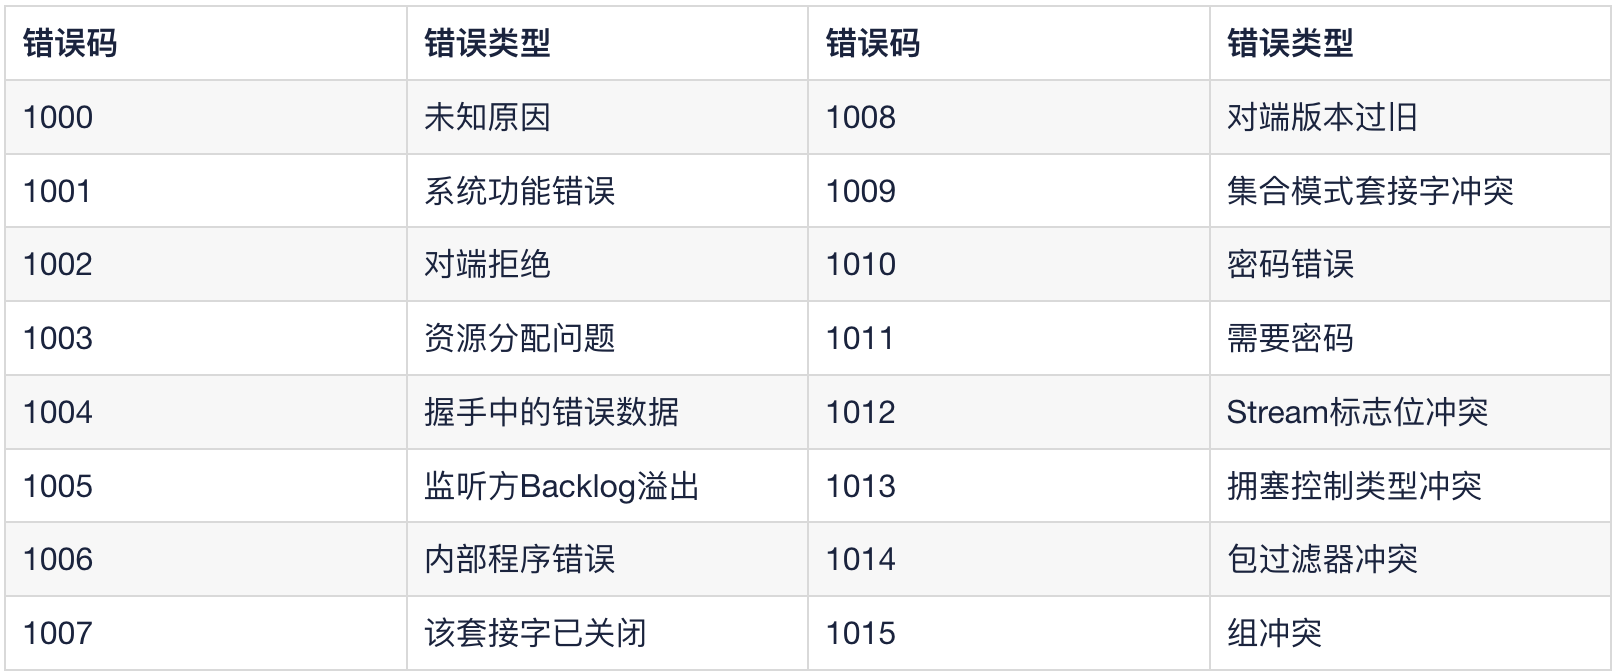 错误码 错误类型 错误码 错误类型
1000 未知原因 1008 对端版本过旧
1001 系统功能错误 1009 集合模式套接字冲突
1002 对端拒绝 1010 密码错误
1003 资源分配问题 1011 需要密码
1004 握手中的错误数据 1012 Stream标志位冲突
1005 监听方Backlog溢出 1013 拥塞控制类型冲突
1006 内部程序错误 1014 包过滤器冲突
1007 该套接字已关闭 1015 组冲突